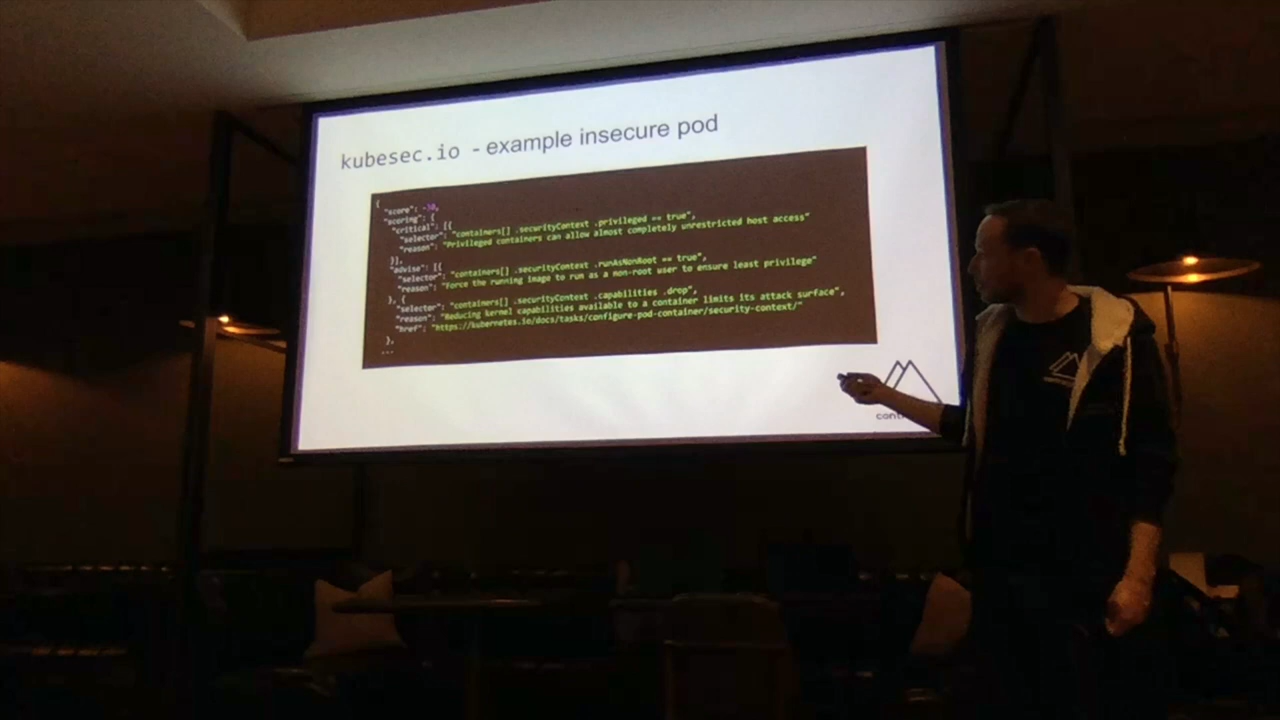 kubesec.io - example insecure pod
{
"score": -30,
"scoring": {
"critical": [{
"selector": "containers[] .securityContext .privileged == true",
"reason": "Privileged containers can allow almost completely unrestricted host access"
}],
"advise": [{
"selector": "containers[] .securityContext .runAsNonRoot == true",
"reason": "Force the running image to run as a non-root user to ensure least privilege"
}, {
"selector": "containers[] .securityContext .capabilities .drop",
"reason": "Reducing kernel capabilities available to a container limits its attack surface",
"href": "https://kubernetes.io/docs/tasks/configure-pod-container/security-context/"
},
...